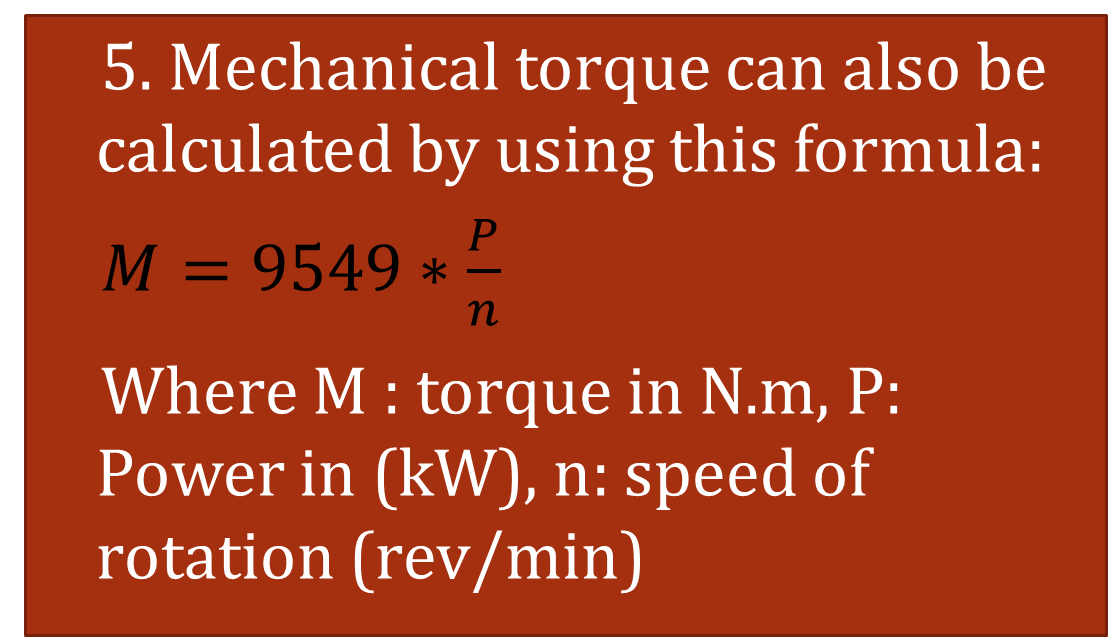 5. Mechanical torque can also be
calculated by using this formula:
M = 9549 * P/n
Where M : torque in N.m, P:
Power in (kW), n: speed of
rotation (rev/min)